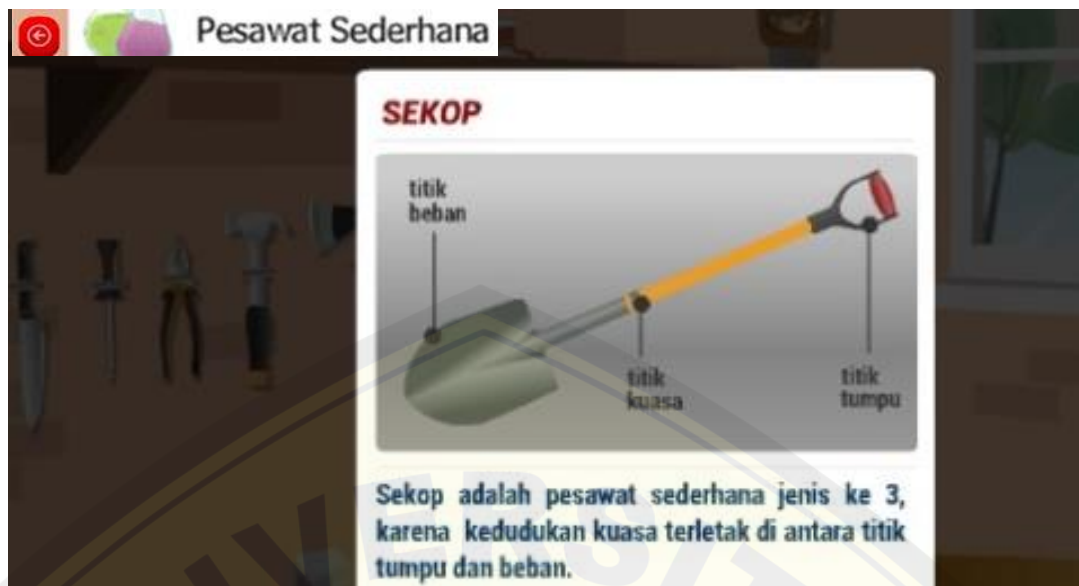 Pesawat Sederhana
SEKOP
titik
beban
titik
kuasa
titik
tumpu
Sekop adalah pesawat sederhana jenis ke 3,
karena kedudukan kuasa terletak di antara titik
tumpu dan beban.